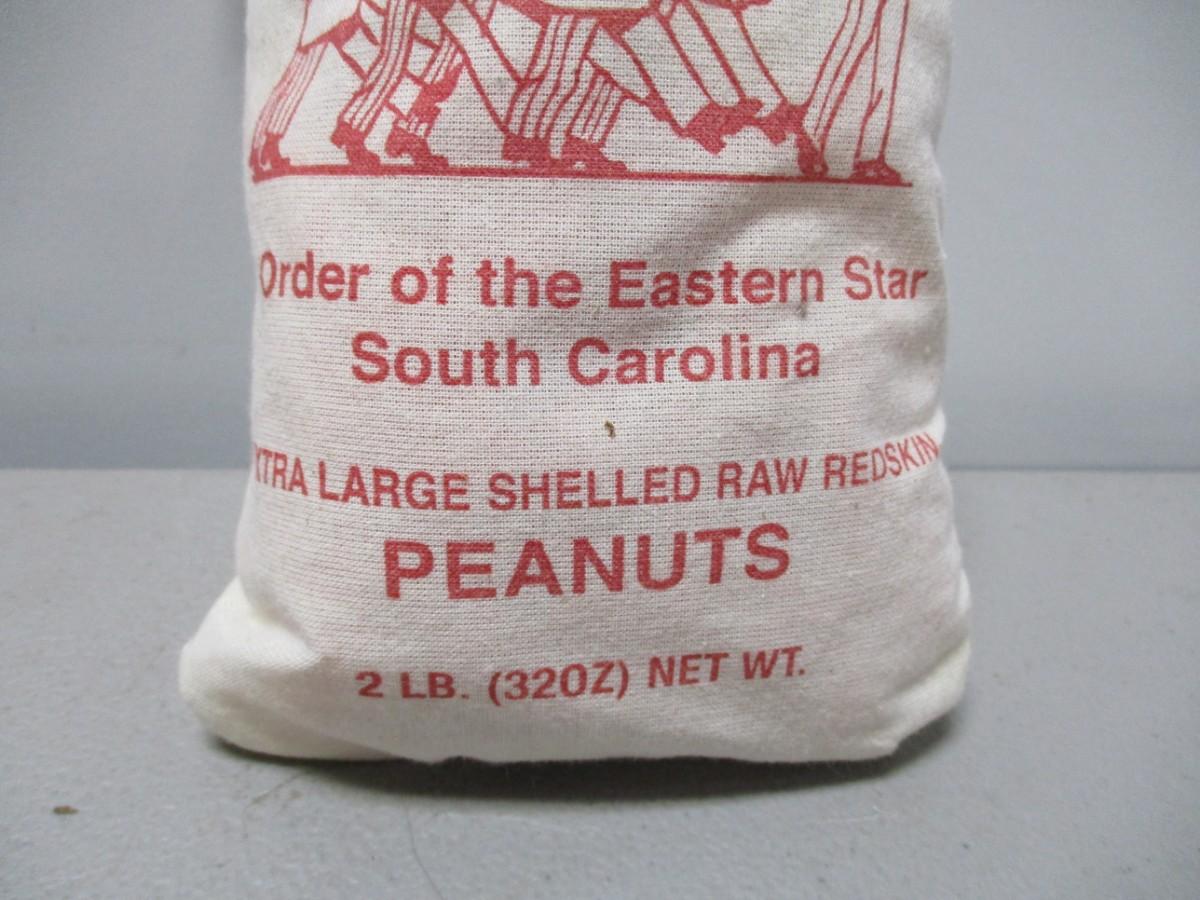 Order of the Eastern Star
South Carolina
XTRA LARGE SHELLED RAW REDSKIN
PEANUTS
2 LB. (32OZ) NET WT.